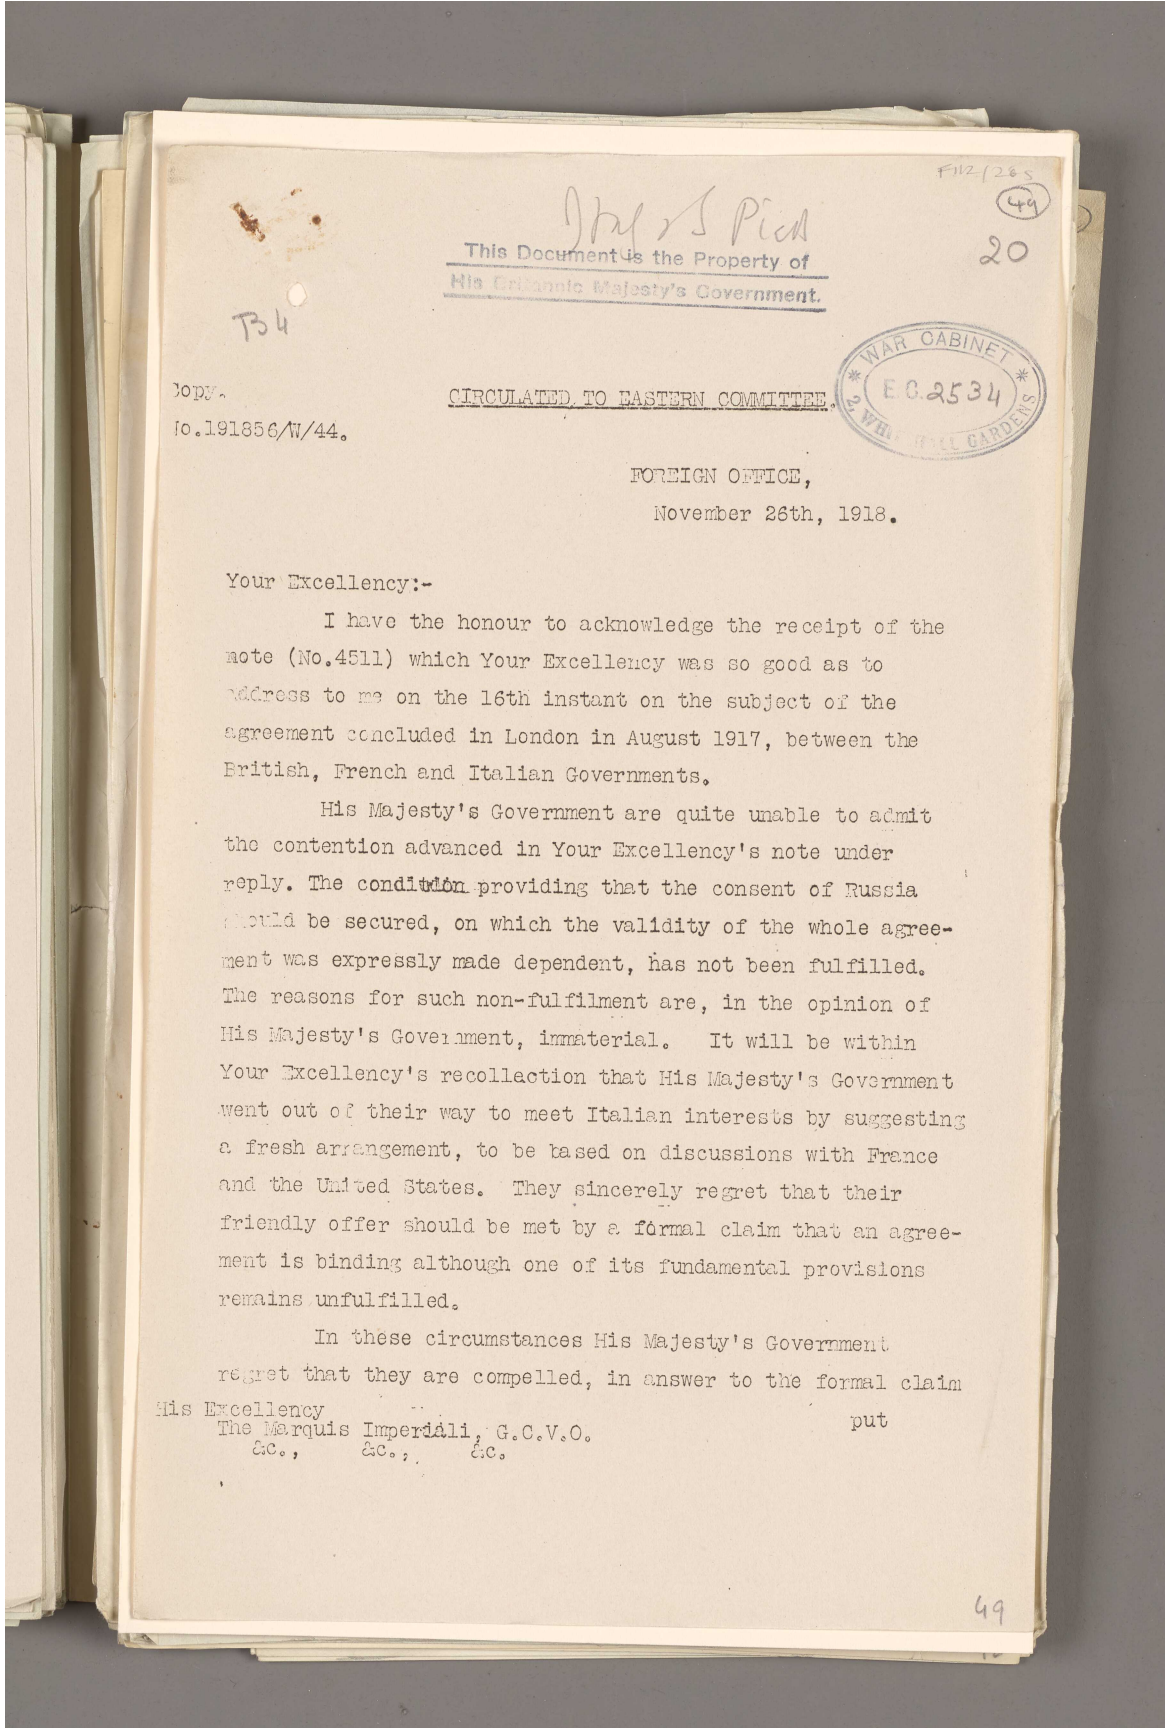 F112/285
49
20
This Document is the Property of
His Britannic Majesty's Government.
B4
Copy.
No.191856/W/44.
CIRCULATED TO EASTERN COMMITTEE.
WAR CABINET
E.C.2534
2, WHITEHALL GARDENS
FOREIGN OFFICE,
November 26th, 1918.
Your Excellency:-
I have the honour to acknowledge the receipt of the
note (No.4511) which Your Excellency was so good as to
address to me on the 16th instant on the subject of the
agreement concluded in London in August 1917, between the
British, French and Italian Governments.
His Majesty's Government are quite unable to admit
the contention advanced in Your Excellency's note under
reply. The condition providing that the consent of Russia
should be secured, on which the validity of the whole agree-
ment was expressly made dependent, has not been fulfilled.
The reasons for such non-fulfilment are, in the opinion of
His Majesty's Government, immaterial. It will be within
Your Excellency's recollaction that His Majesty's Government
went out of their way to meet Italian interests by suggesting
a fresh arrangement, to be based on discussions with France
and the United States. They sincerely regret that their
friendly offer should be met by a formal claim that an agree-
ment is binding although one of its fundamental provisions
remains unfulfilled.
In these circumstances His Majesty's Government
regret that they are compelled, in answer to the formal claim
put
His Excellency
The Marquis Imperiali, G.C.V.O.
&c., &c., &c.
49